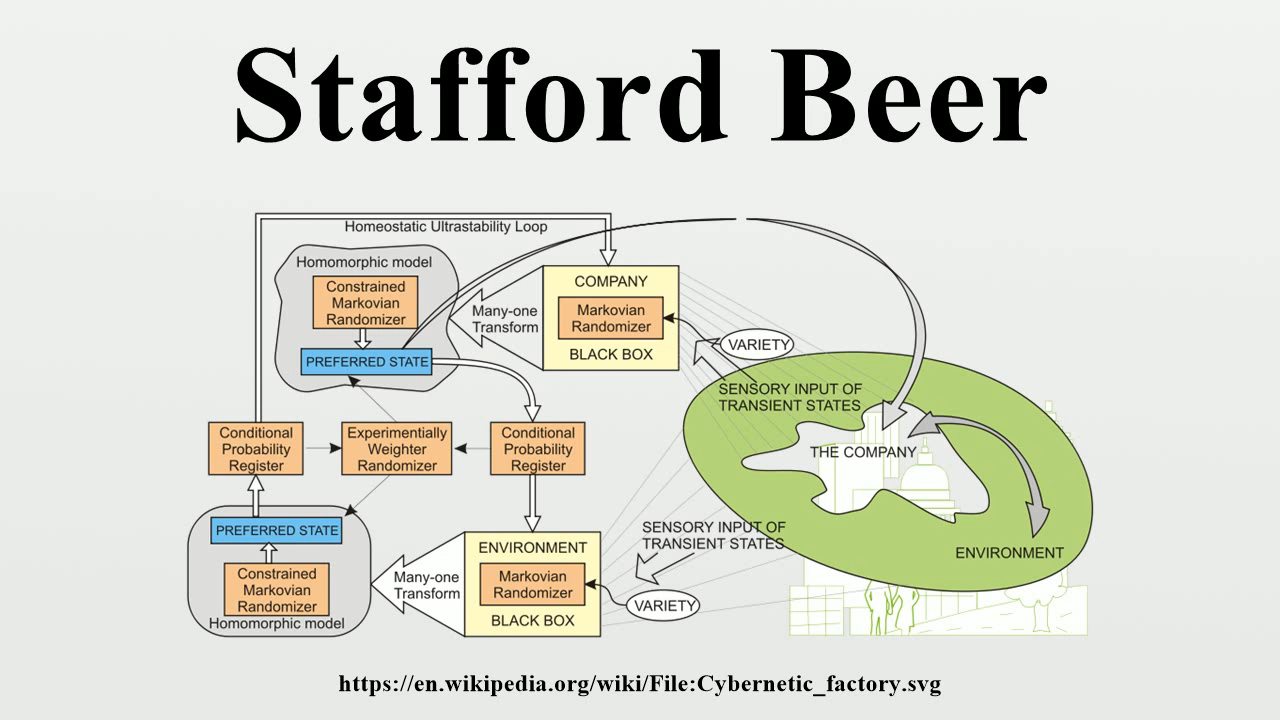 Stafford Beer
Homeostatic Ultrastability Loop
Homomorphic model
Constrained
Markovian
Randomizer
PREFERRED STATE
Many-one
Transform
COMPANY
Markovian
Randomizer
BLACK BOX
VARIETY
SENSORY INPUT OF
TRANSIENT STATES
THE COMPANY
ENVIRONMENT
Conditional
Probability
Register
Experimentially
Weighter
Randomizer
Conditional
Probability
Register
PREFERRED STATE
Constrained
Markovian
Randomizer
Homomorphic model
Many-one
Transform
ENVIRONMENT
Markovian
Randomizer
BLACK BOX
SENSORY INPUT OF
TRANSIENT STATES
VARIETY
https://en.wikipedia.org/wiki/File:Cybernetic_factory.svg